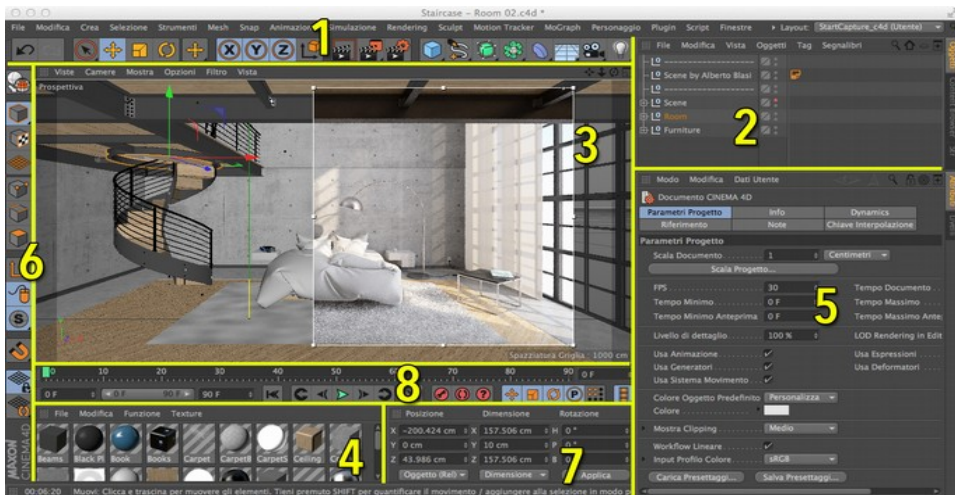 Staircase - Room 02.c4d *
File Modifica Crea Selezione Strumenti Mesh Snap Animazione Simulazione Rendering Sculpt Motion Tracker MoGraph Personaggio Plugin Script Finestre Layout: StartCapture_c4d (Utente)
1
X Y Z
File Modifica Vista Oggetti Tag Segnalibri
Scene by Alberto Blasi
Scene
Room
Furniture
2
Viste Camere Mostra Opzioni Filtro Vista
Prospettiva
3
Spaziatura Griglia : 1000 cm
6
S
Modo Modifica Dati Utente
Documento CINEMA 4D
Parametri Progetto Info Dynamics
Riferimento Note Chiave Interpolazione
Parametri Progetto
Scala Documento 1 Centimetri
Scala Progetto...
FPS 30 Tempo Documento
Tempo Minimo 0 F Tempo Massimo
Tempo Minimo Anteprima 0 F Tempo Massimo Ante
5
Livello di dettaglio 100 % LOD Rendering in Edit
Usa Animazione Usa Espressioni
Usa Generatori Usa Deformatori
Usa Sistema Movimento
Colore Oggetto Predefinito Personalizza
Colore
Mostra Clipping Medio
Workflow Lineare
Input Profilo Colore sRGB
Carica Presettaggi... Salva Presettaggi...
0 10 20 30 40 50 60 70 80 90 0 F
8
0 F 0 F 90 F 90 F
P
File Modifica Funzione Texture
Beams Black Pl Book Books Carpet CarpetB CarpetS Ceiling
4
Posizione Dimensione Rotazione
X -200.424 cm X 157.506 cm H 0 °
Y 0 cm Y 10 cm P 0 °
Z 43.986 cm Z 157.506 cm B
Oggetto (Rel) Dimensione Applica
7
MAXON
CINEMA 4D
00:06:20 Muovi: Clicca e trascina per muovere gli elementi. Tieni premuto SHIFT per quantificare il movimento / aggiungere alla selezione in modo p